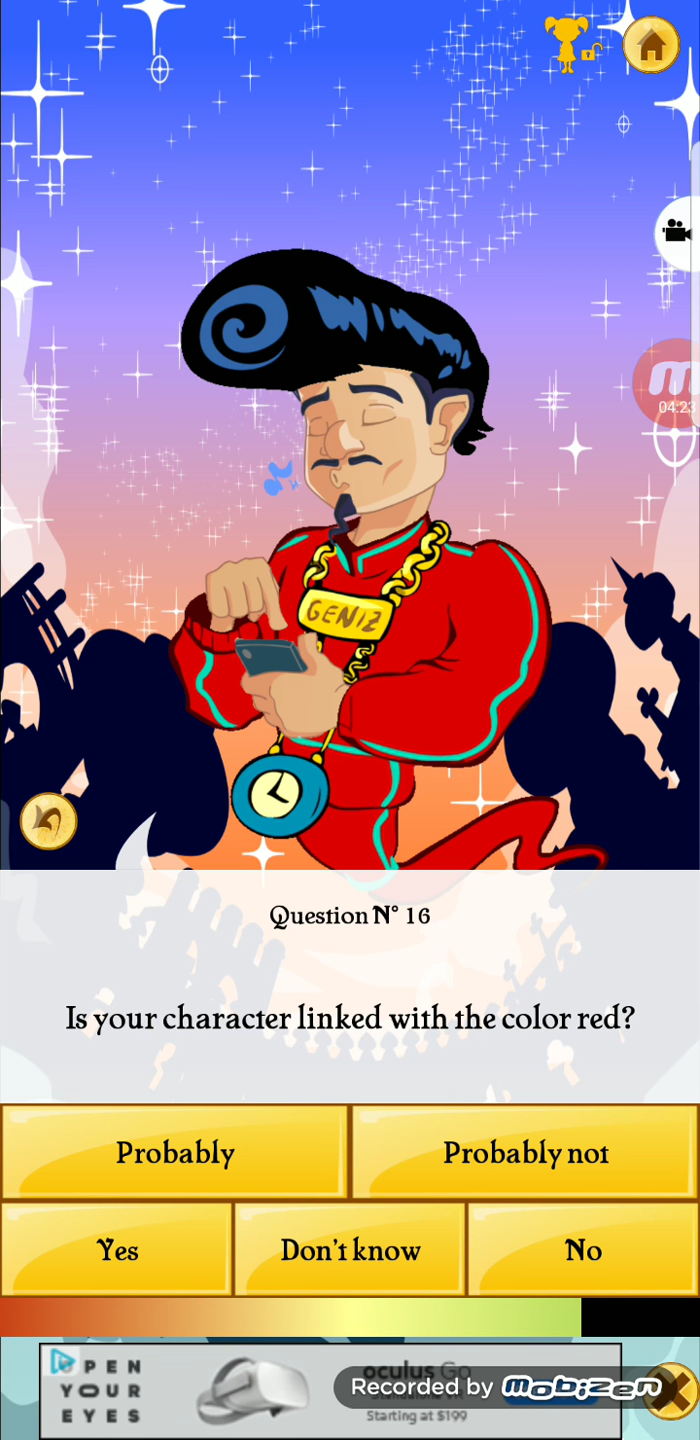 m
04:23
GENIZ
Question N° 16
Is your character linked with the color red?
Probably
Probably not
Yes
Don't know
No
OPEN
YOUR
EYES
oculus Go
Starting at $199
Recorded by mobizen